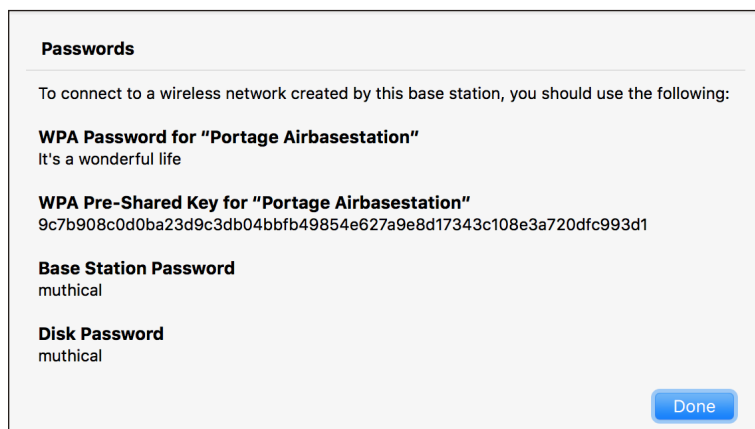 Passwords
To connect to a wireless network created by this base station, you should use the following:
WPA Password for “Portage Airbasestation”
It's a wonderful life
WPA Pre-Shared Key for “Portage Airbasestation”
9c7b908c0d0ba23d9c3db04bbfb49854e627a9e8d17343c108e3a720dfc993d1
Base Station Password
muthical
Disk Password
muthical
Done